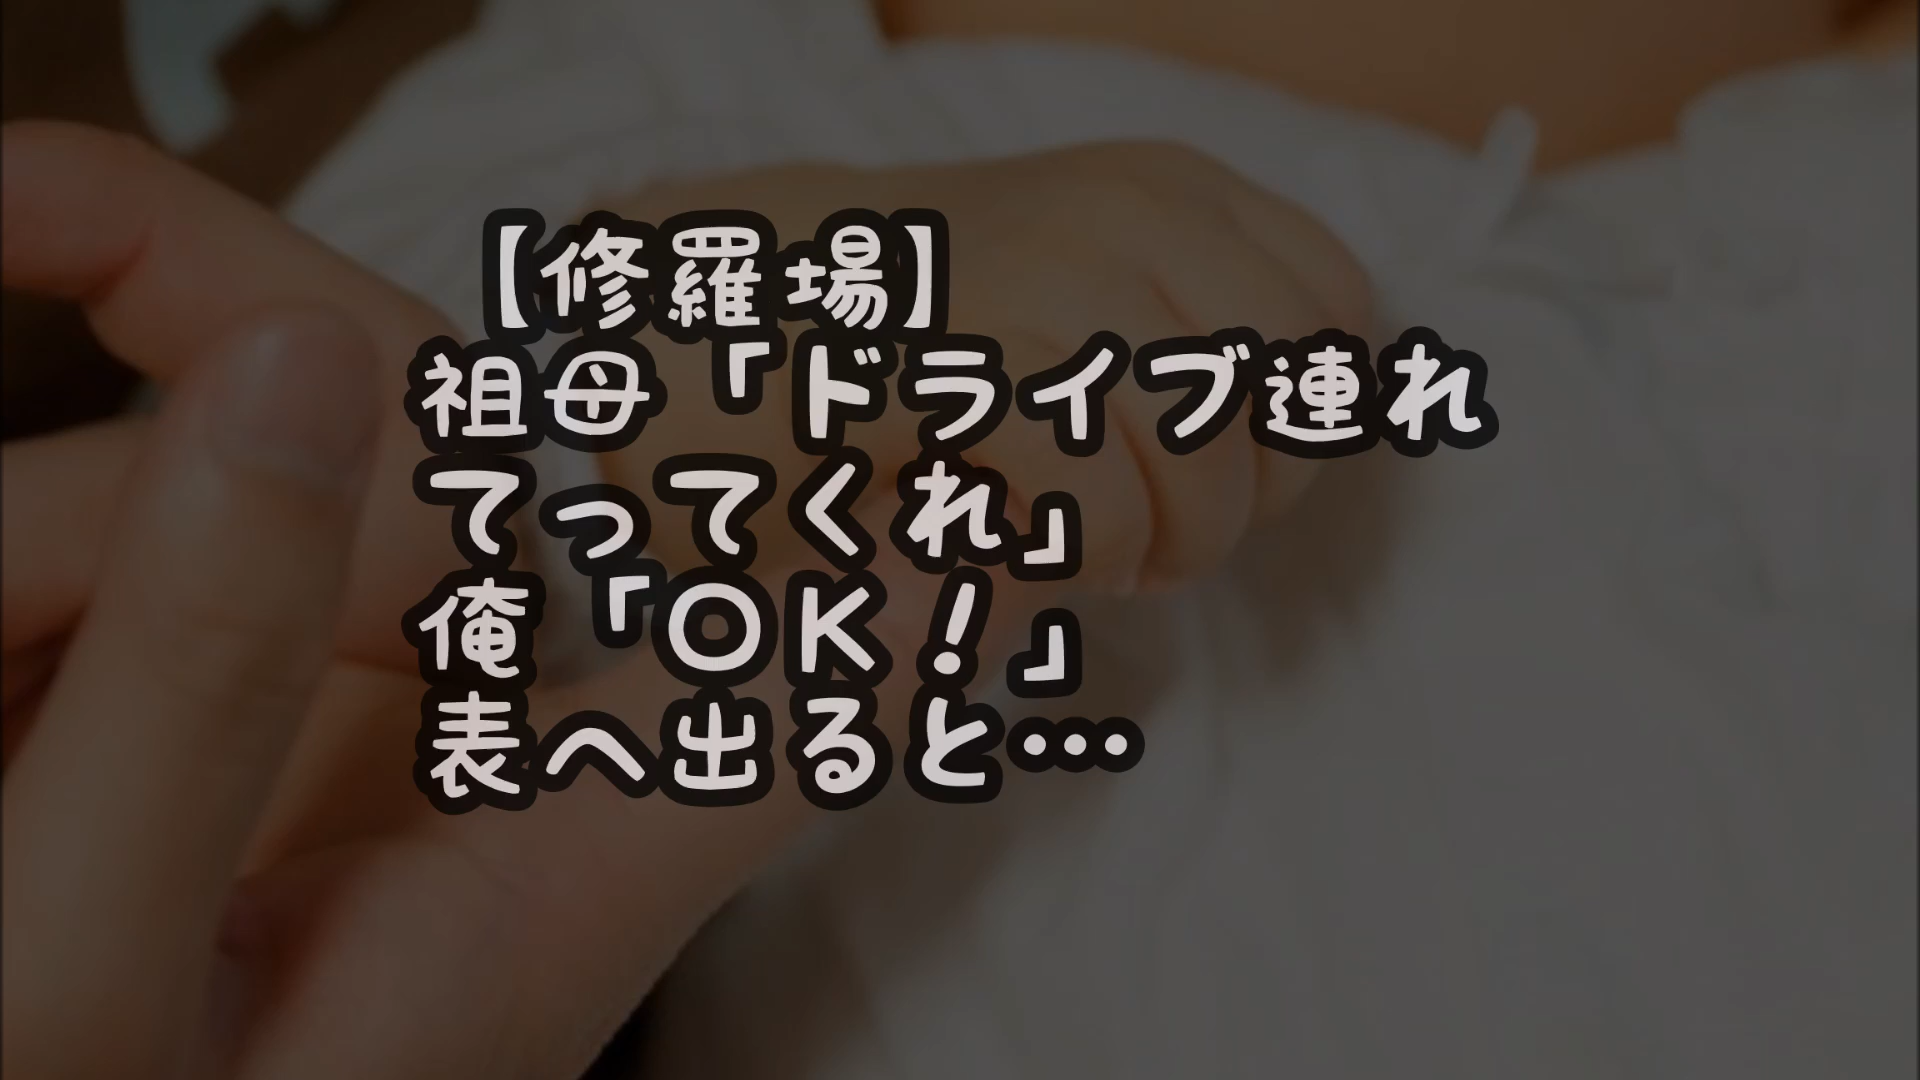 【修羅場】
祖母「ドライブ連れ
てってくれ」
俺「OK！」
表へ出ると…